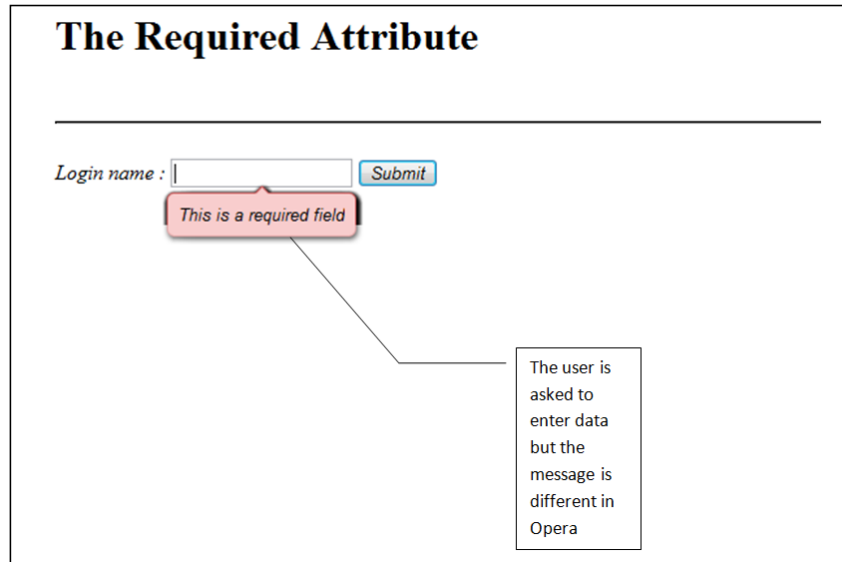 The Required Attribute
Login name : Submit
This is a required field
The user is
asked to
enter data
but the
message is
different in
Opera